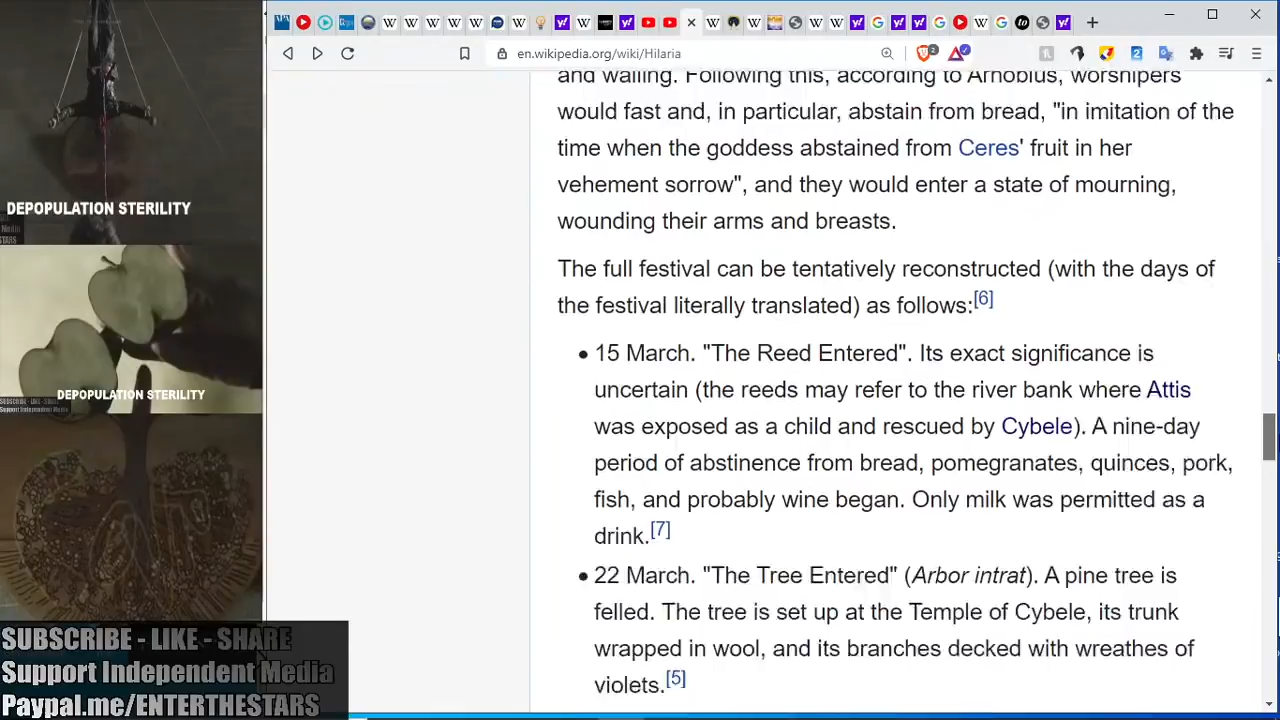 en.wikipedia.org/wiki/Hilaria
and wailing. Following this, according to Arnobius, worshipers
would fast and, in particular, abstain from bread, "in imitation of the
time when the goddess abstained from Ceres' fruit in her
vehement sorrow", and they would enter a state of mourning,
wounding their arms and breasts.
The full festival can be tentatively reconstructed (with the days of
the festival literally translated) as follows:[6]
• 15 March. "The Reed Entered". Its exact significance is
uncertain (the reeds may refer to the river bank where Attis
was exposed as a child and rescued by Cybele). A nine-day
period of abstinence from bread, pomegranates, quinces, pork,
fish, and probably wine began. Only milk was permitted as a
drink.[7]
• 22 March. "The Tree Entered" (Arbor intrat). A pine tree is
felled. The tree is set up at the Temple of Cybele, its trunk
wrapped in wool, and its branches decked with wreathes of
violets.[5]
DEPOPULATION STERILITY
Media
DEPOPULATION STERILITY
Support Independent Media
SUBSCRIBE - LIKE - SHARE
Support Independent Media
Paypal.me/ENTERTHESTARS